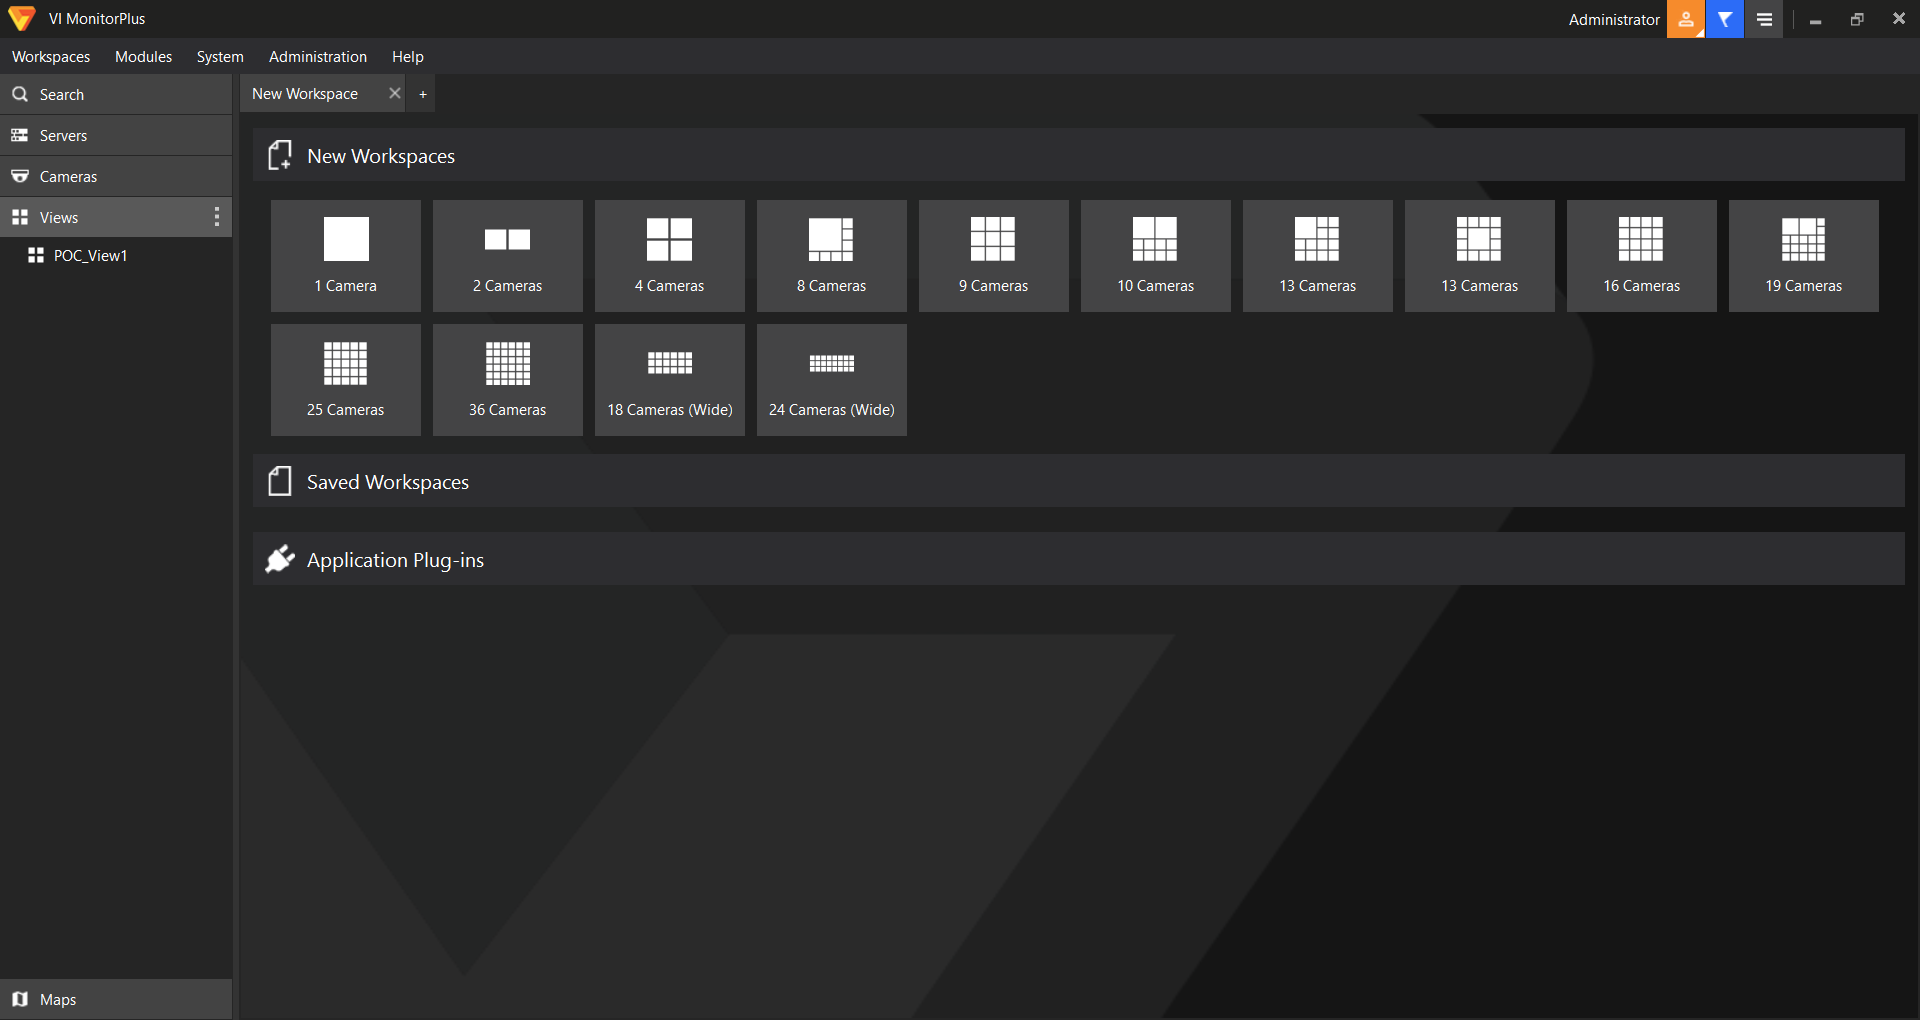 VI MonitorPlus
Administrator
Workspaces Modules System Administration Help
Search
Servers
Cameras
Views
POC_View1
Maps
New Workspace
+
New Workspaces
1 Camera
2 Cameras
4 Cameras
8 Cameras
9 Cameras
10 Cameras
13 Cameras
13 Cameras
16 Cameras
19 Cameras
25 Cameras
36 Cameras
18 Cameras (Wide)
24 Cameras (Wide)
Saved Workspaces
Application Plug-ins